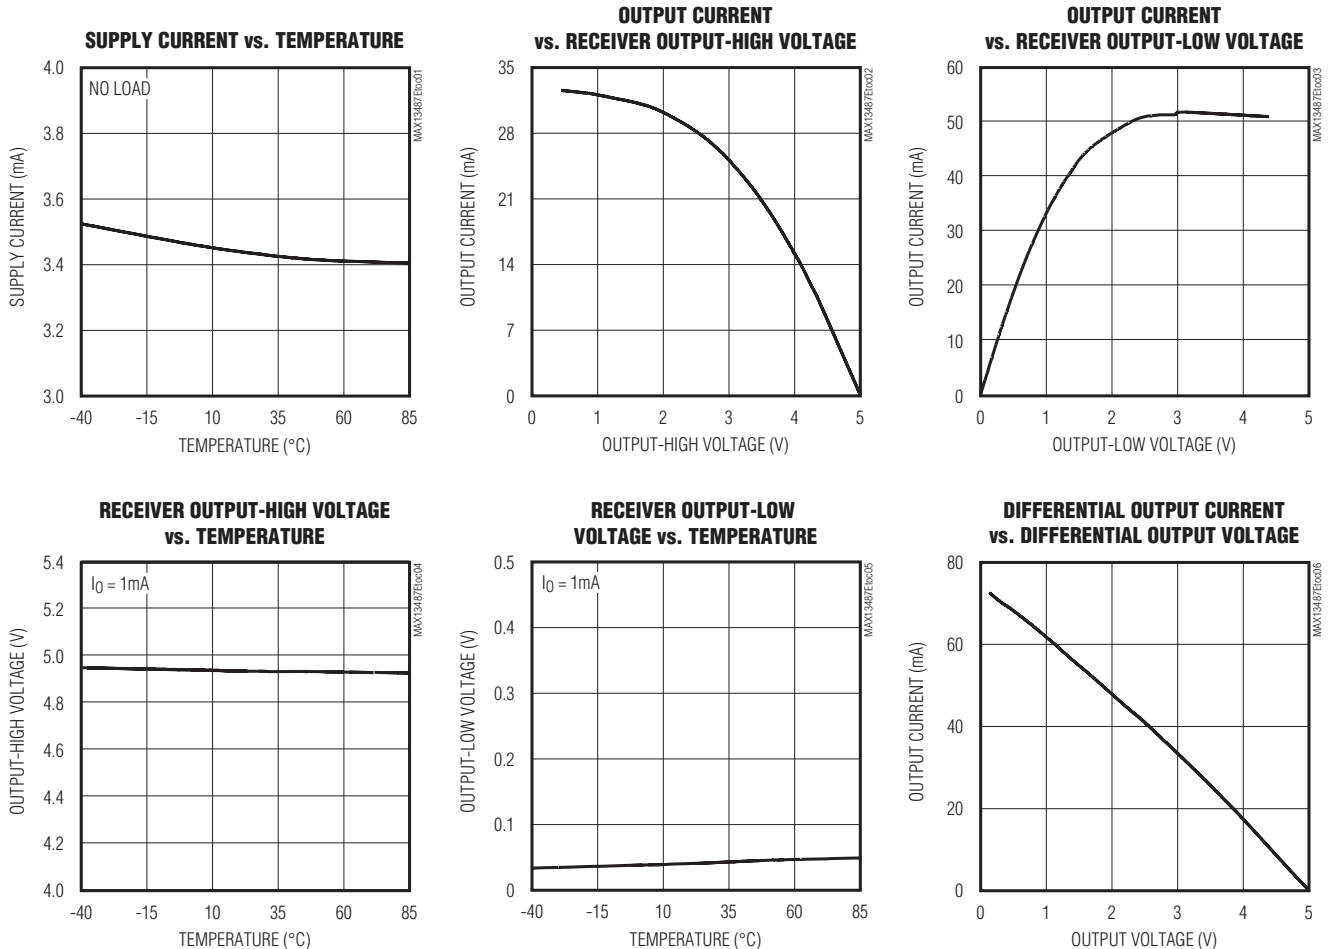 SUPPLY CURRENT vs. TEMPERATURE
4.0
3.8
3.6
3.4
3.2
3.0
NO LOAD
MAX13487Etoc01
SUPPLY CURRENT (mA)
-40 -15 10 35 60 85
TEMPERATURE (°C)
OUTPUT CURRENT
vs. RECEIVER OUTPUT-HIGH VOLTAGE
35
28
21
14
7
0
MAX13487Etoc02
OUTPUT CURRENT (mA)
0 1 2 3 4 5
OUTPUT-HIGH VOLTAGE (V)
OUTPUT CURRENT
vs. RECEIVER OUTPUT-LOW VOLTAGE
60
50
40
30
20
10
0
MAX13487Etoc03
OUTPUT CURRENT (mA)
0 1 2 3 4 5
OUTPUT-LOW VOLTAGE (V)
RECEIVER OUTPUT-HIGH VOLTAGE
vs. TEMPERATURE
5.4
5.2
5.0
4.8
4.6
4.4
4.2
4.0
IO = 1mA
MAX13487Etoc04
OUTPUT-HIGH VOLTAGE (V)
-40 -15 10 35 60 85
TEMPERATURE (°C)
RECEIVER OUTPUT-LOW
VOLTAGE vs. TEMPERATURE
0.5
0.4
0.3
0.2
0.1
0
IO = 1mA
MAX13487Etoc05
OUTPUT-LOW VOLTAGE (V)
-40 -15 10 35 60 85
TEMPERATURE (°C)
DIFFERENTIAL OUTPUT CURRENT
vs. DIFFERENTIAL OUTPUT VOLTAGE
80
60
40
20
0
MAX13487Etoc06
OUTPUT CURRENT (mA)
0 1 2 3 4 5
OUTPUT VOLTAGE (V)